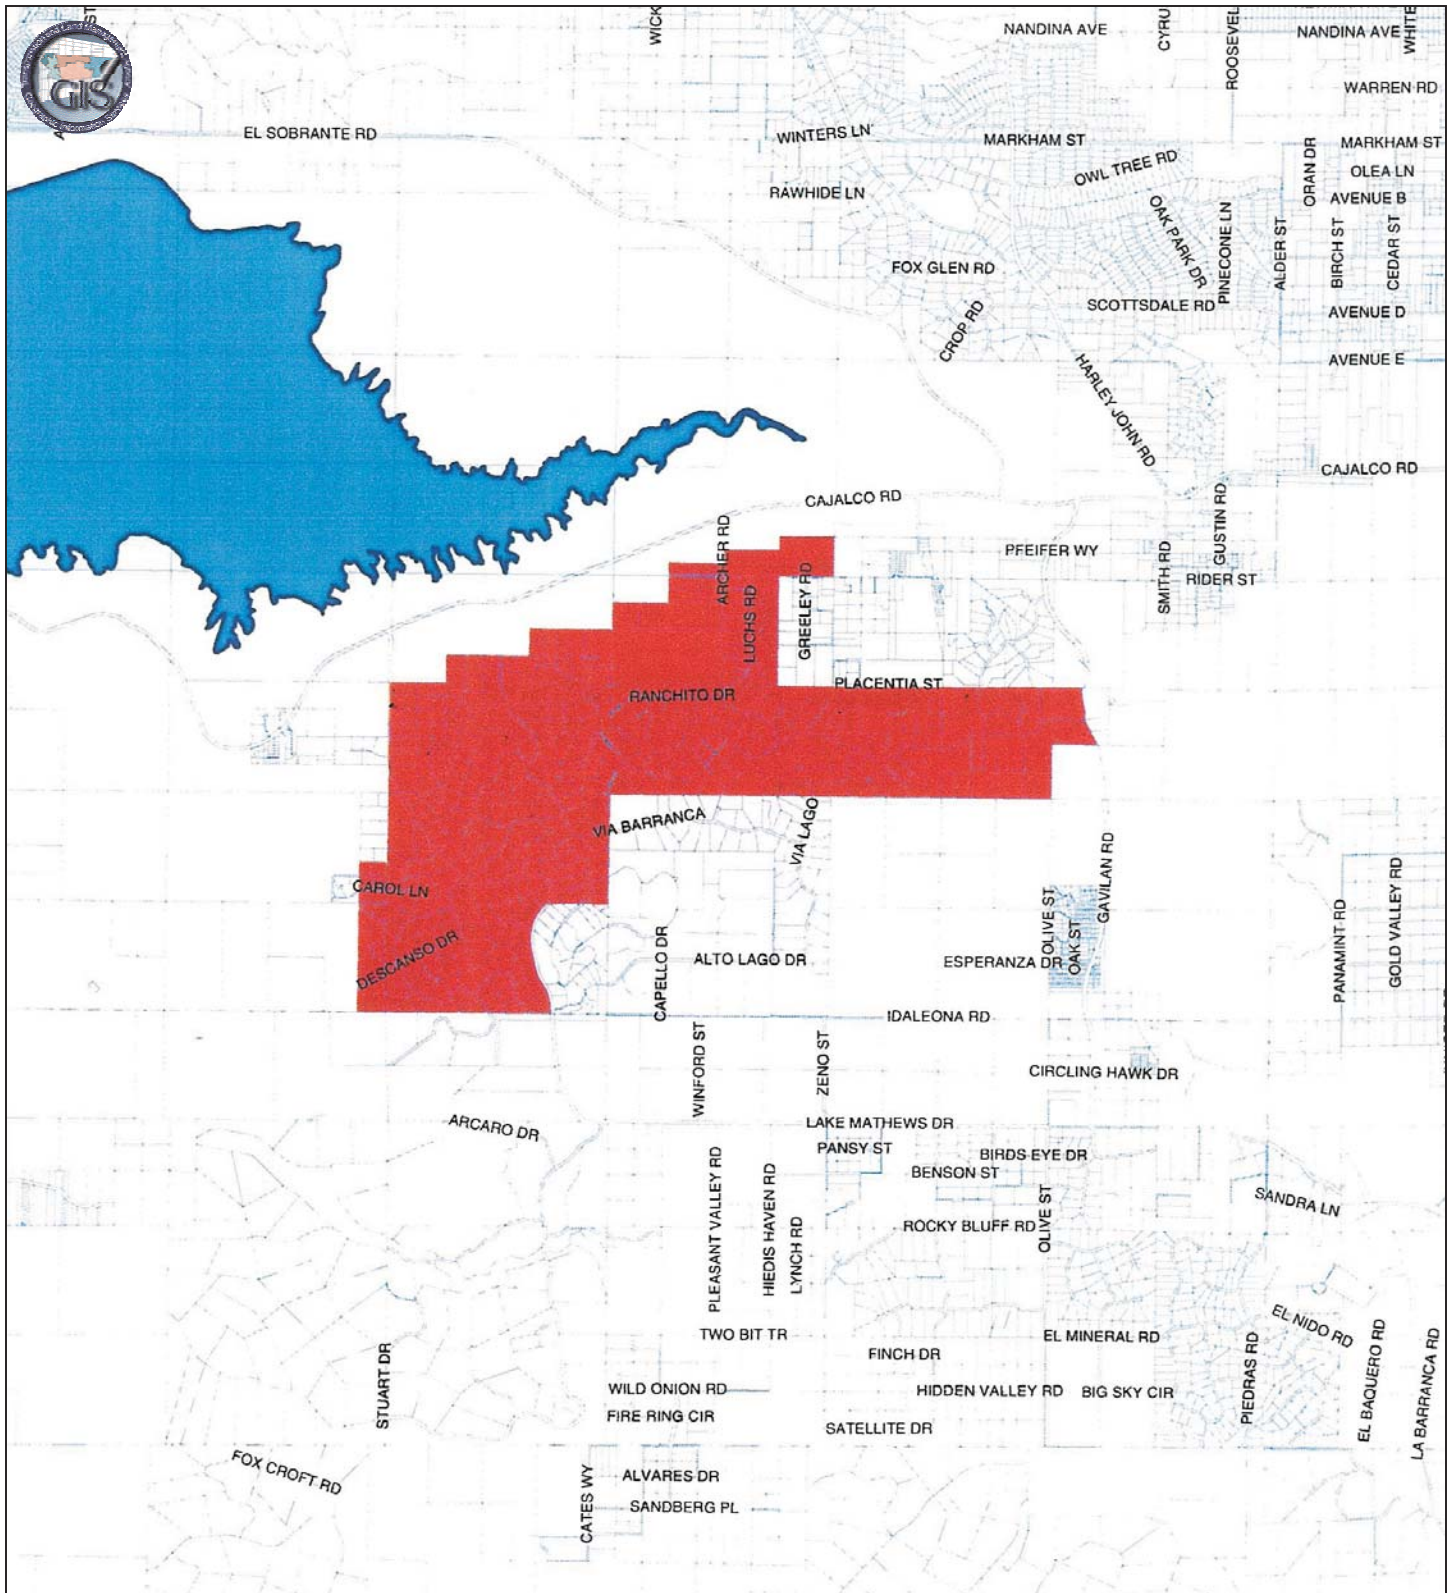 ST
WICK
NANDINA AVE
CYRU
ROOSEVEL
NANDINA AVE
WHITE
GIS
WARREN RD
EL SOBRANTE RD
WINTERS LN
MARKHAM ST
MARKHAM ST
OWL TREE RD
ORAN DR
OLEA LN
RAWHIDE LN
AVENUE B
OAK PARK DR
PINECONE LN
ALDER ST
BIRCH ST
CEDAR ST
FOX GLEN RD
SCOTTSDALE RD
AVENUE D
CROP RD
AVENUE E
HARLEY JOHN RD
CAJALCO RD
CAJALCO RD
ARCHER RD
GUSTIN RD
PFEIFER WY
SMITH RD
RIDER ST
LUCHS RD
GREELEY RD
PLACENTIA ST
RANCHITO DR
VIA BARRANCA
VIA LAGO
GAVILAN RD
CAROL LN
OLIVE ST
OAK ST
PANAMINT RD
GOLD VALLEY RD
DESCANSO DR
CAPELLO DR
ALTO LAGO DR
ESPERANZA DR
IDALEONA RD
WINFORD ST
ZENO ST
CIRCLING HAWK DR
ARCARO DR
LAKE MATHEWS DR
PANSY ST
BIRDS EYE DR
BENSON ST
PLEASANT VALLEY RD
HIEDIS HAVEN RD
LYNCH RD
OLIVE ST
SANDRA LN
ROCKY BLUFF RD
TWO BIT TR
EL MINERAL RD
EL NIDO RD
STUART DR
FINCH DR
PIEDRAS RD
EL BAQUERO RD
LA BARRANCA RD
WILD ONION RD
HIDDEN VALLEY RD
BIG SKY CIR
FIRE RING CIR
SATELLITE DR
FOX CROFT RD
CATES WY
ALVARES DR
SANDBERG PL